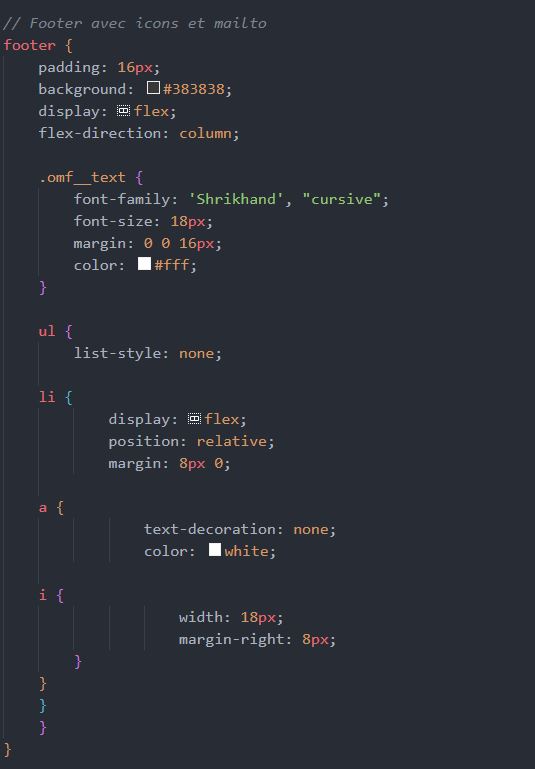 // Footer avec icons et mailto
footer {
    padding: 16px;
    background: #383838;
    display: flex;
    flex-direction: column;

    .omf__text {
        font-family: 'Shrikhand', "cursive";
        font-size: 18px;
        margin: 0 0 16px;
        color: #fff;
    }

    ul {
        list-style: none;

    li {
            display: flex;
            position: relative;
            margin: 8px 0;

    a {
                text-decoration: none;
                color: white;

    i {
                    width: 18px;
                    margin-right: 8px;
        }
    }
    }
    }
}